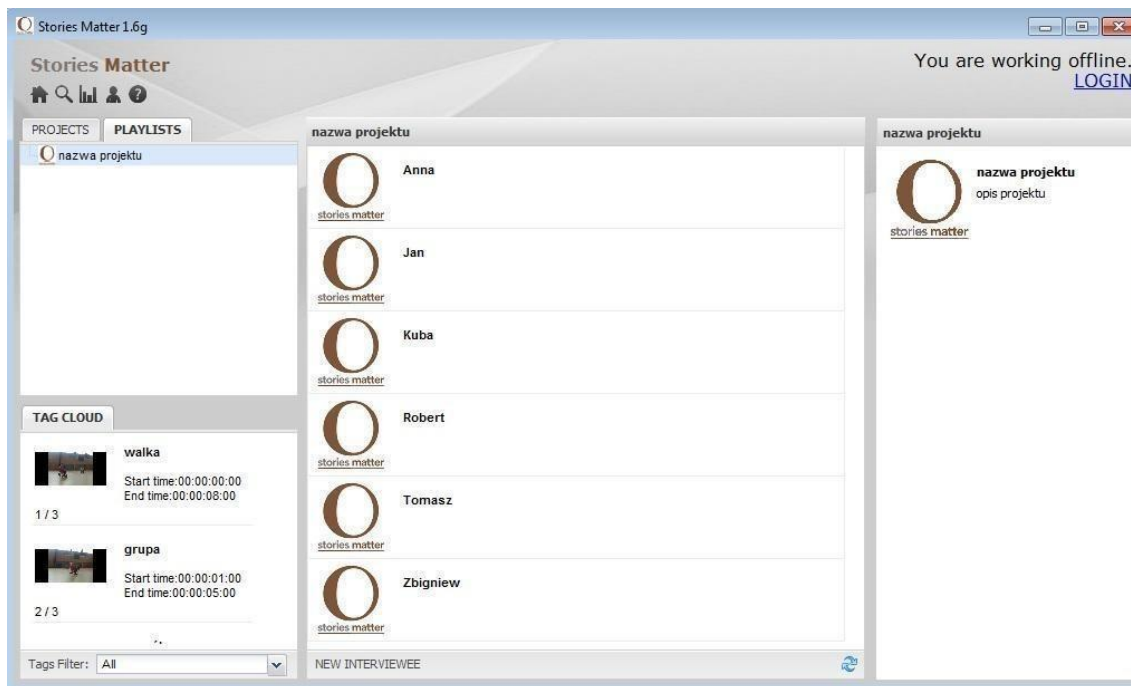 Stories Matter 1.6g
Stories Matter
You are working offline.
LOGIN
PROJECTS
PLAYLISTS
nazwa projektu
TAG CLOUD
walka
Start time:00:00:00:00
End time:00:00:08:00
1 / 3
grupa
Start time:00:00:01:00
End time:00:00:05:00
2 / 3
Tags Filter: All
nazwa projektu
stories matter
Anna
stories matter
Jan
stories matter
Kuba
stories matter
Robert
stories matter
Tomasz
stories matter
Zbigniew
NEW INTERVIEWEE
nazwa projektu
nazwa projektu
opis projektu
stories matter